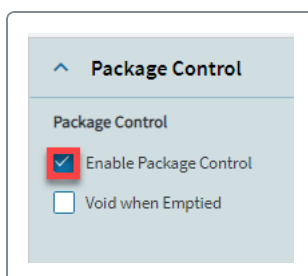 Package Control
Package Control
Enable Package Control
Void when Emptied